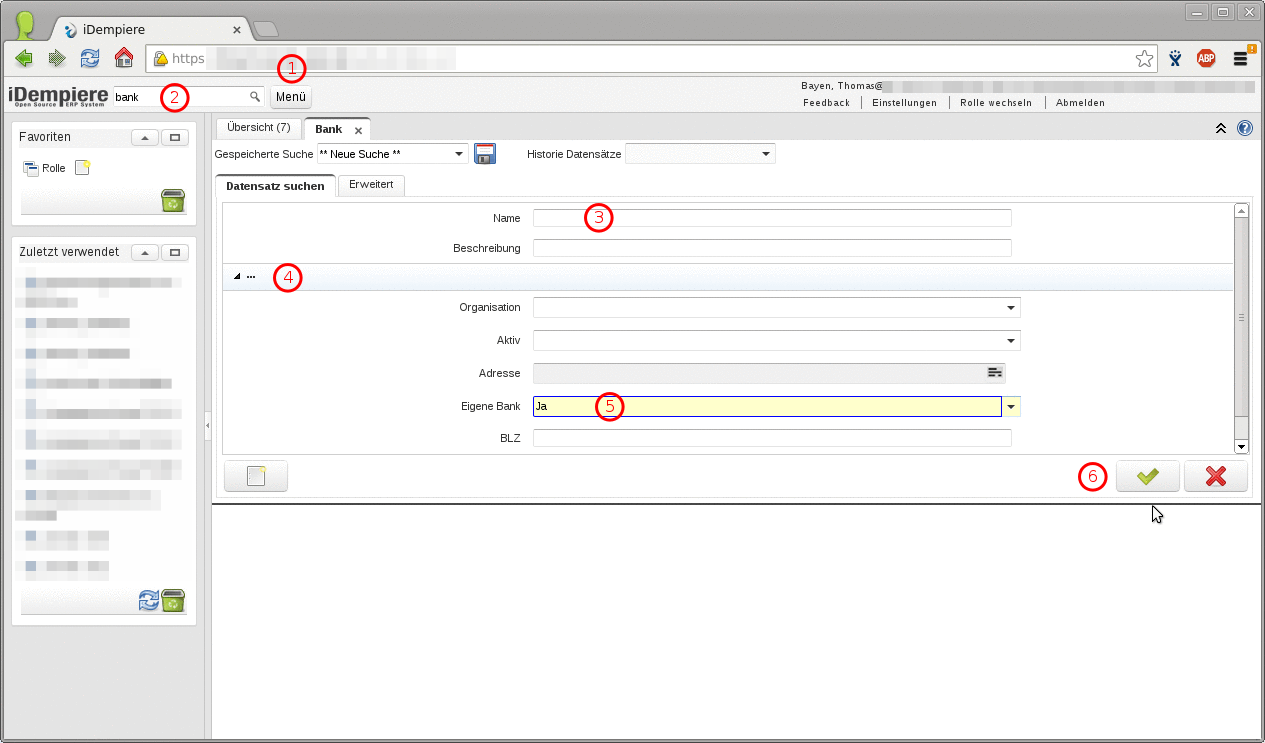 iDempiere
https
1
iDempiere
Open Source ERP System
bank
2
Menü
Bayen, Thomas@
Feedback
Einstellungen
Rolle wechseln
Abmelden
Favoriten
Rolle
Zuletzt verwendet
Übersicht (7)
Bank
Gespeicherte Suche
** Neue Suche **
Historie Datensätze
Datensatz suchen
Erweitert
Name
3
Beschreibung
...
4
Organisation
Aktiv
Adresse
Eigene Bank
Ja
5
BLZ
6
ABP